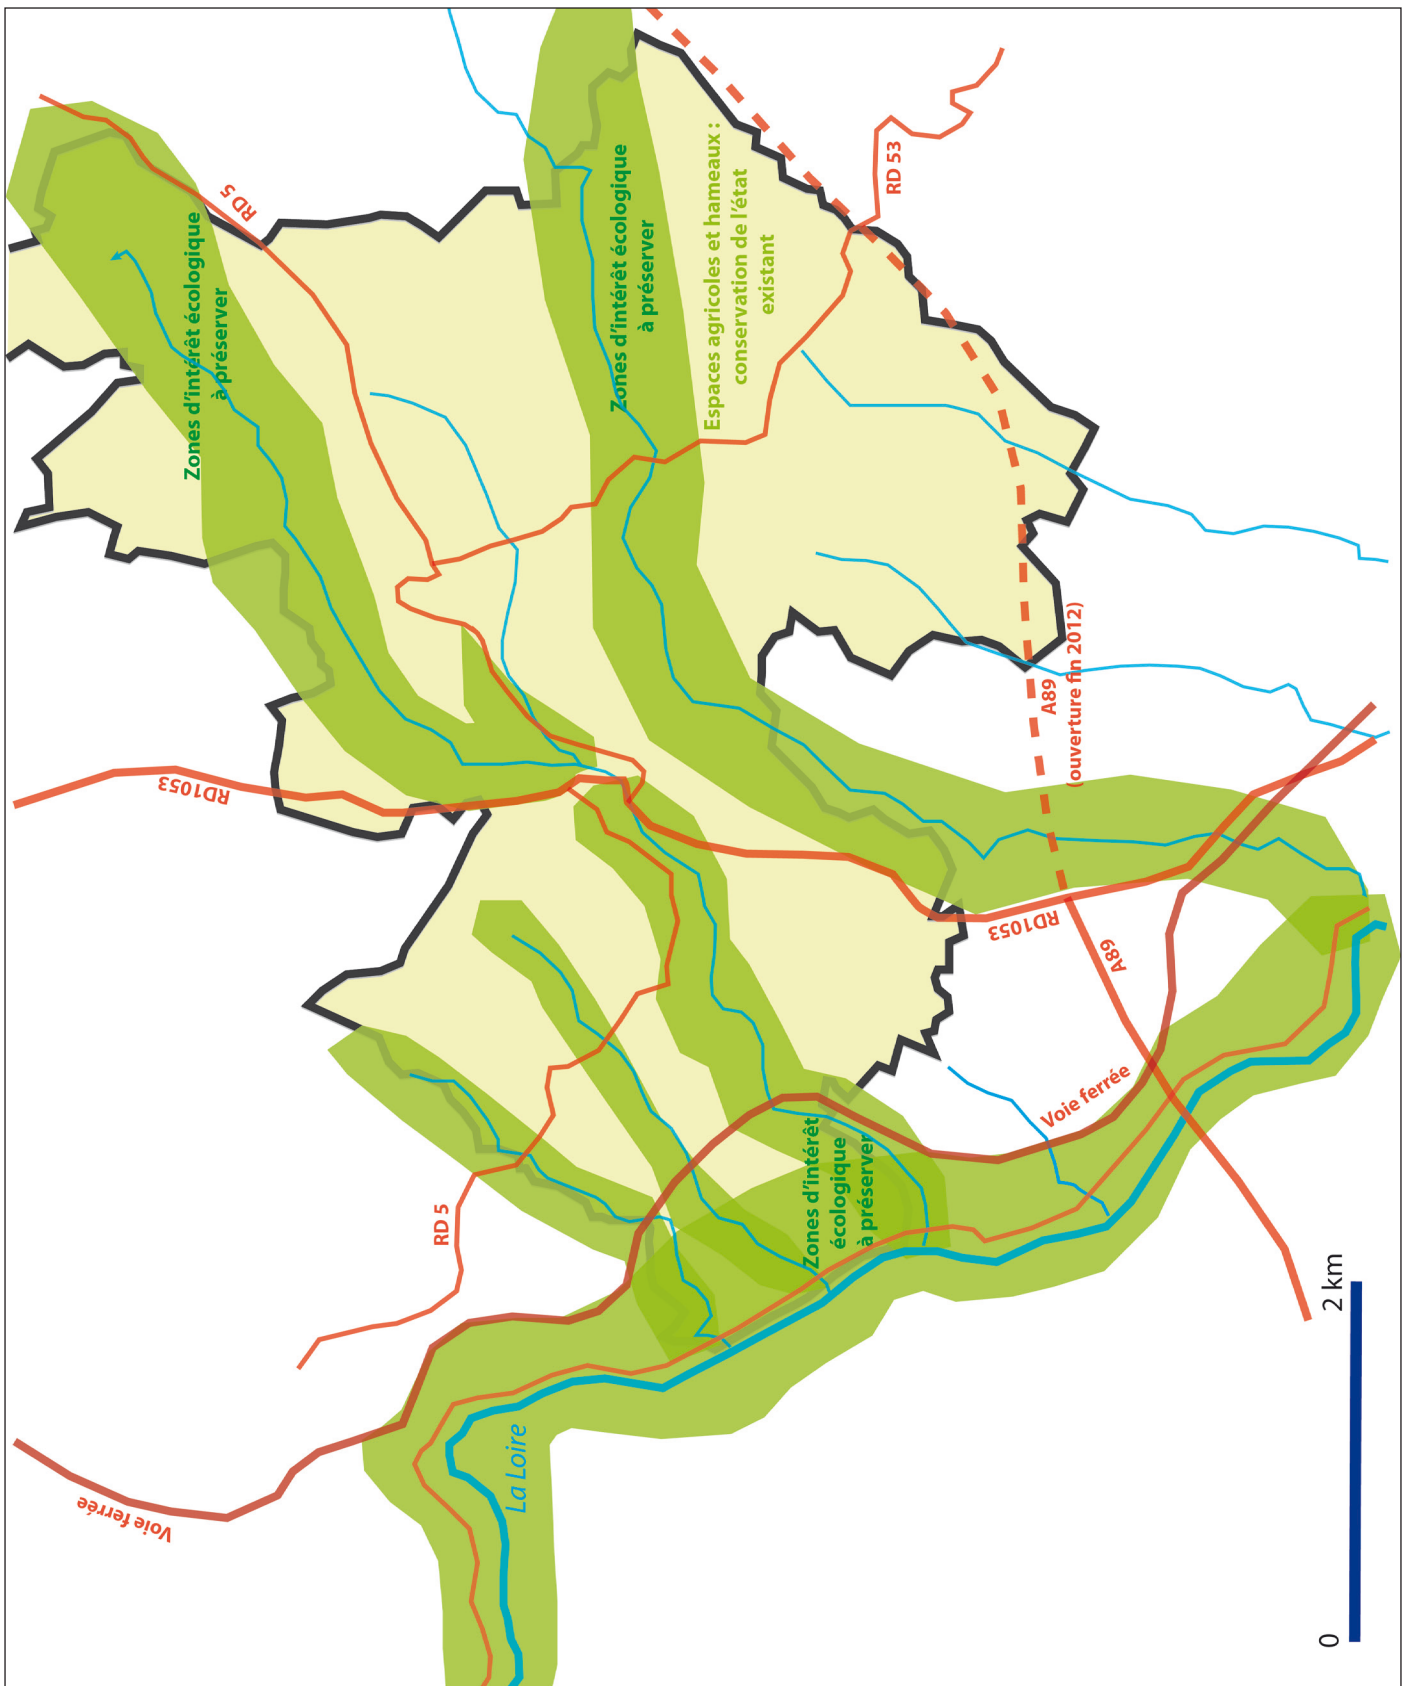 RD 5
Zones d'intérêt écologique
à préserver
Zones d'intérêt écologique
à préserver
Espaces agricoles et hameaux :
conservation de l'état
existant
RD 53
RD1053
A89
(ouverture fin 2012)
RD1053
A89
Voie ferrée
Zones d'intérêt
écologique
à préserver
RD 5
La Loire
Voie ferrée
0
2 km